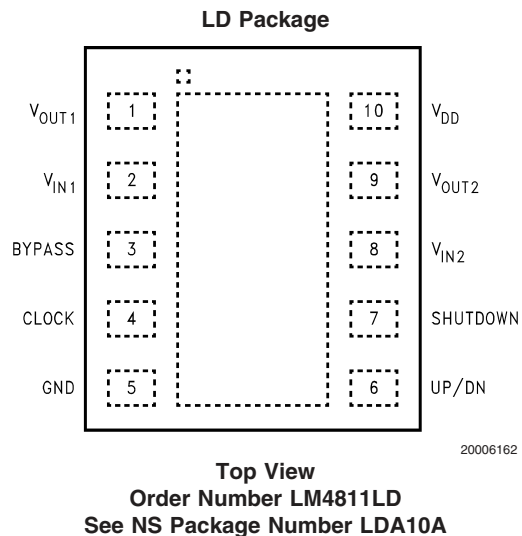 LD Package
V_OUT1 1 10 V_DD
V_IN1 2 9 V_OUT2
BYPASS 3 8 V_IN2
CLOCK 4 7 SHUTDOWN
GND 5 6 UP/DN
20006162
Top View
Order Number LM4811LD
See NS Package Number LDA10A